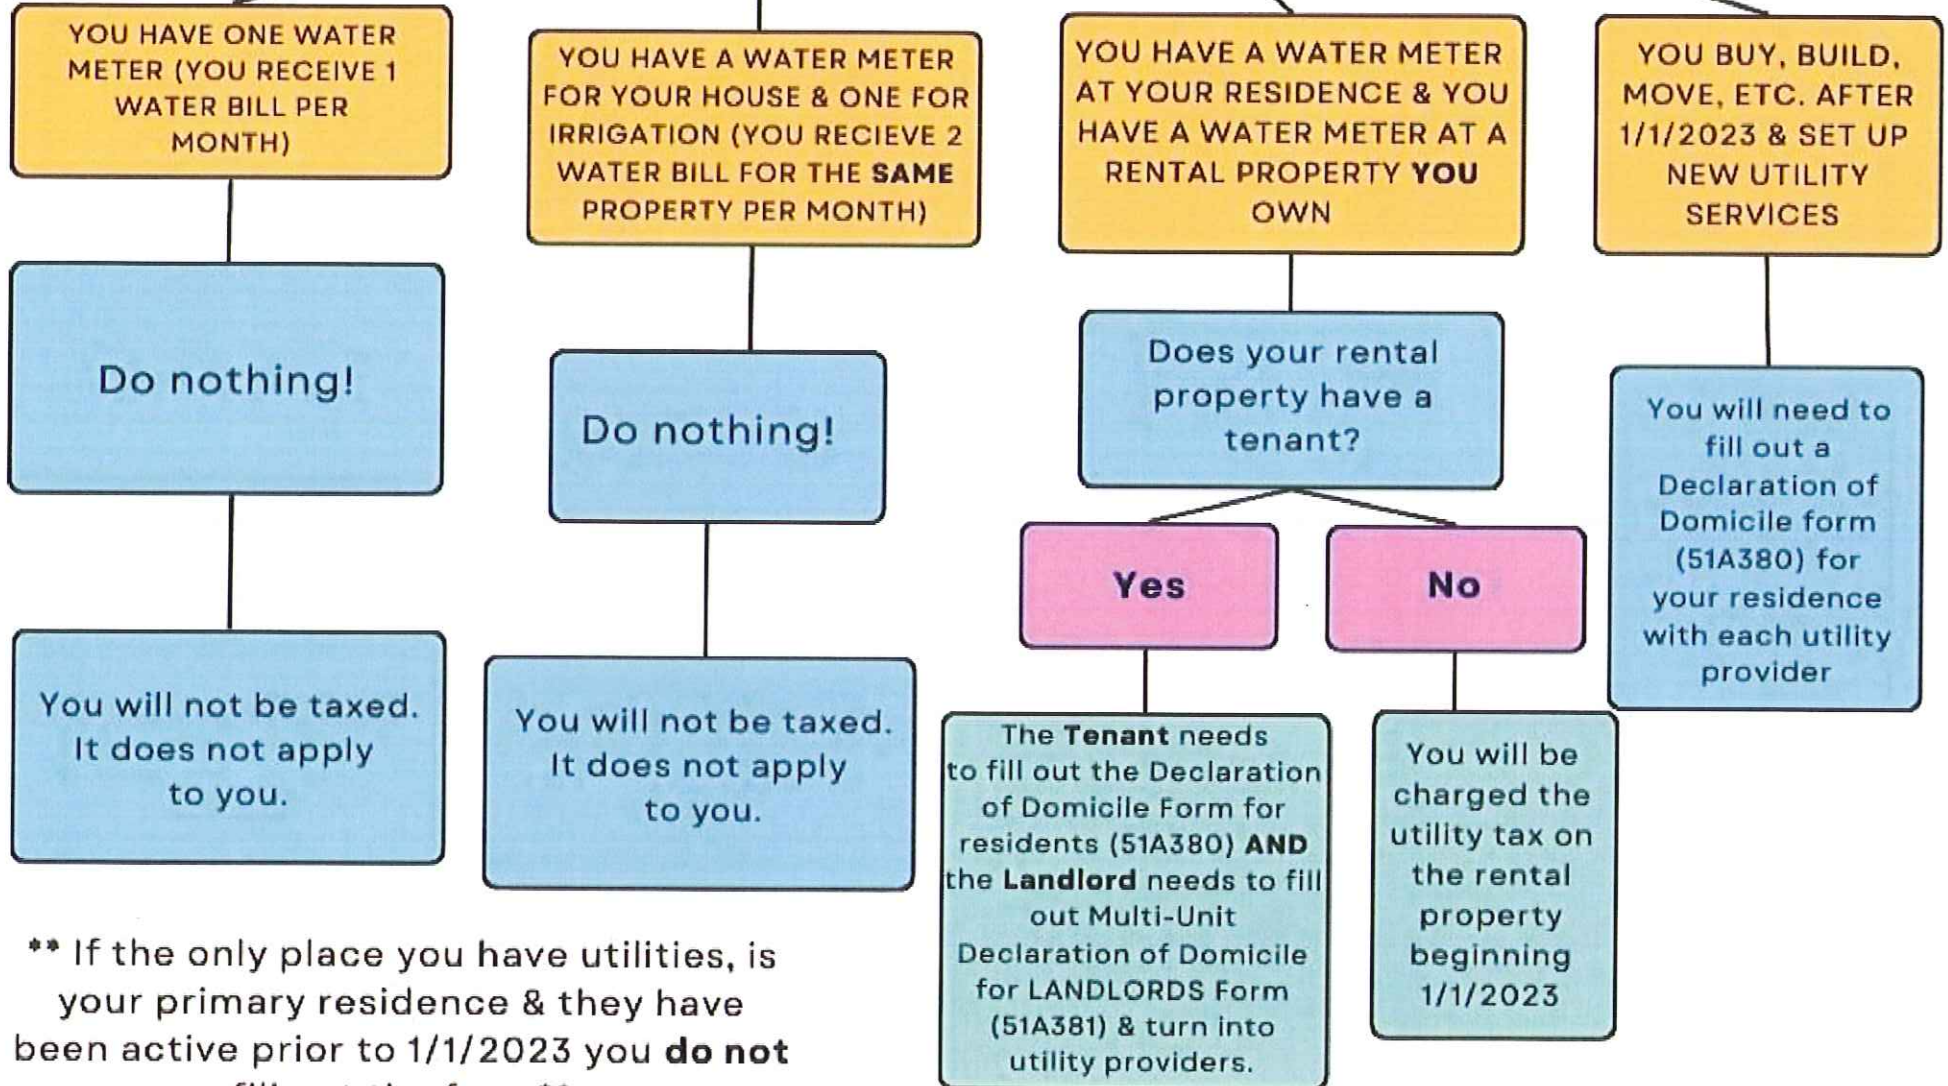 YOU HAVE ONE WATER
METER (YOU RECEIVE 1
WATER BILL PER
MONTH)
Do nothing!
You will not be taxed.
It does not apply
to you.
YOU HAVE A WATER METER
FOR YOUR HOUSE & ONE FOR
IRRIGATION (YOU RECIEVE 2
WATER BILL FOR THE SAME
PROPERTY PER MONTH)
Do nothing!
You will not be taxed.
It does not apply
to you.
YOU HAVE A WATER METER
AT YOUR RESIDENCE & YOU
HAVE A WATER METER AT A
RENTAL PROPERTY YOU
OWN
Does your rental
property have a
tenant?
Yes
The Tenant needs
to fill out the Declaration
of Domicile Form for
residents (51A380) AND
the Landlord needs to fill
out Multi-Unit
Declaration of Domicile
for LANDLORDS Form
(51A381) & turn into
utility providers.
No
You will be
charged the
utility tax on
the rental
property
beginning
1/1/2023
YOU BUY, BUILD,
MOVE, ETC. AFTER
1/1/2023 & SET UP
NEW UTILITY
SERVICES
You will need to
fill out a
Declaration of
Domicile form
(51A380) for
your residence
with each utility
provider
** If the only place you have utilities, is
your primary residence & they have
been active prior to 1/1/2023 you do not